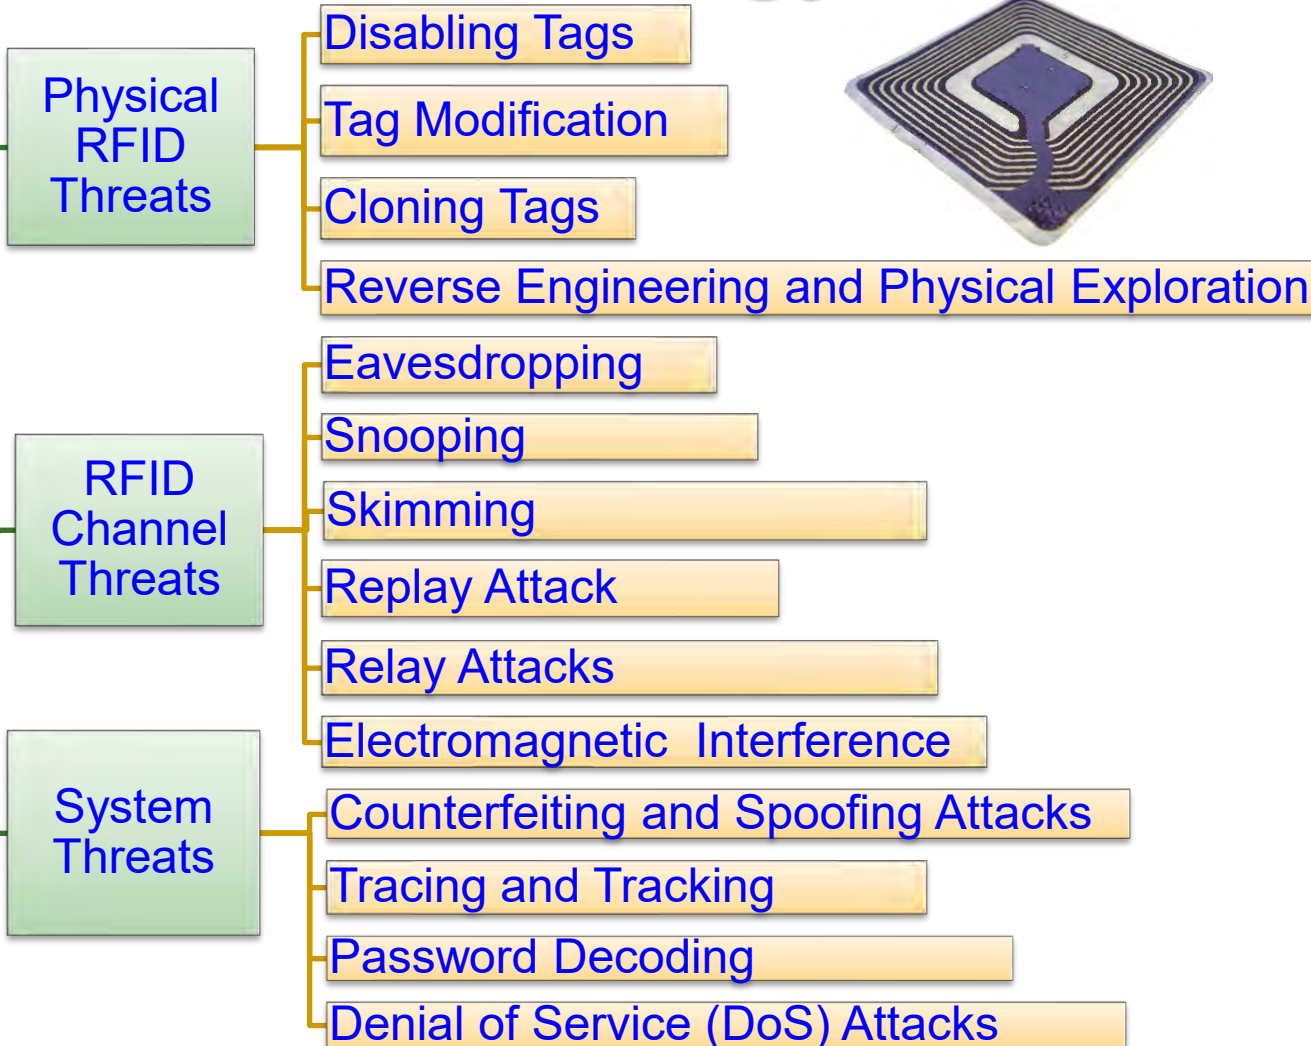 Physical
RFID
Threats
Disabling Tags
Tag Modification
Cloning Tags
Reverse Engineering and Physical Exploration
RFID
Channel
Threats
Eavesdropping
Snooping
Skimming
Replay Attack
Relay Attacks
Electromagnetic Interference
System
Threats
Counterfeiting and Spoofing Attacks
Tracing and Tracking
Password Decoding
Denial of Service (DoS) Attacks